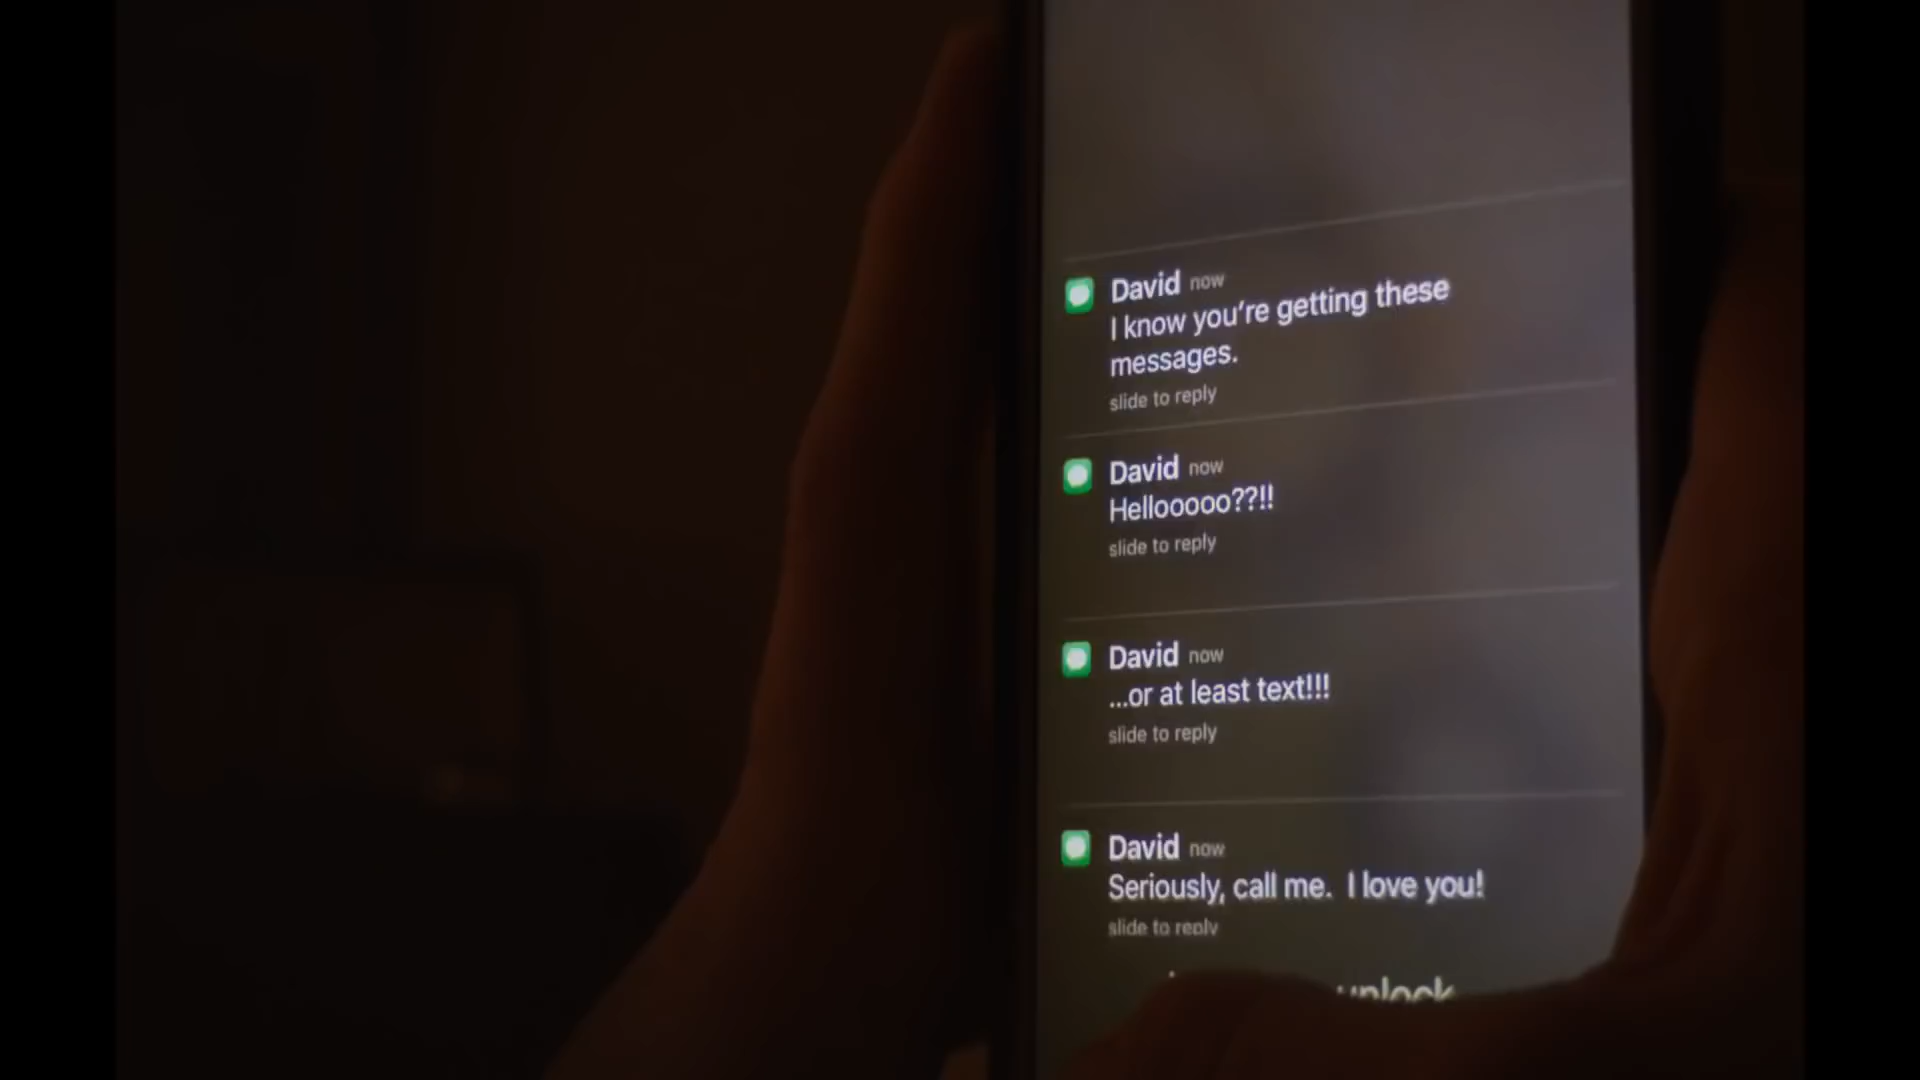 David now
I know you're getting these
messages.
slide to reply
David now
Hellooooo??!!
slide to reply
David now
...or at least text!!!
slide to reply
David now
Seriously, call me.  I love you!
slide to reply
unlock